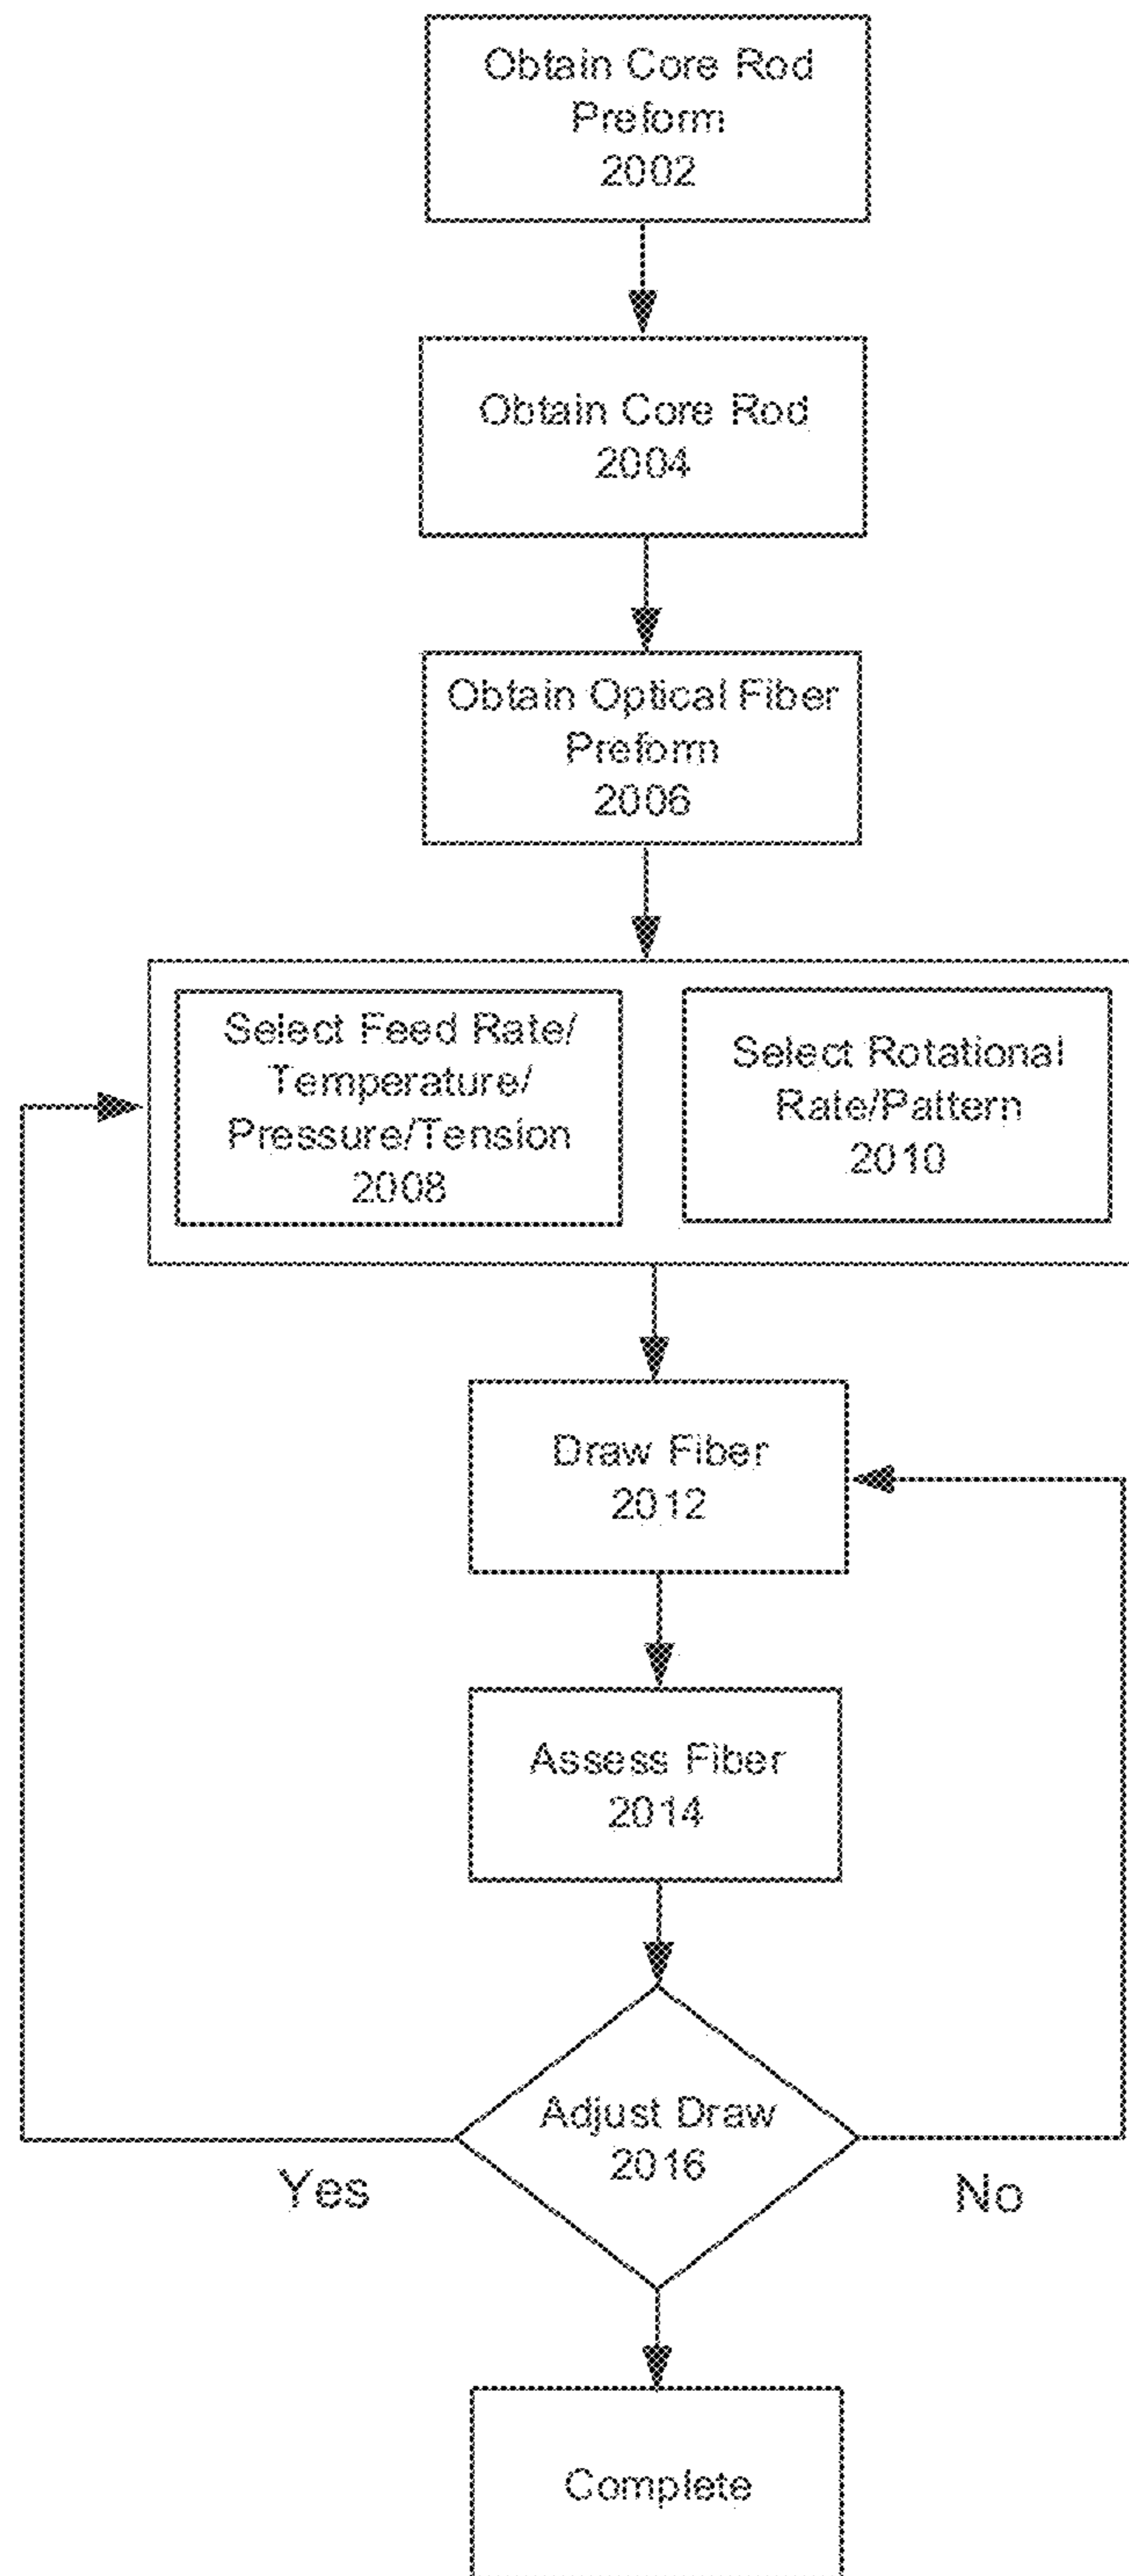 Obtain Core Rod
Preform
2002
Obtain Core Rod
2004
Obtain Optical Fiber
Preform
2006
Select Feed Rate/
Temperature/
Pressure/Tension
2008
Select Rotational
Rate/Pattern
2010
Draw Fiber
2012
Assess Fiber
2014
Adjust Draw
2016
Yes
No
Complete